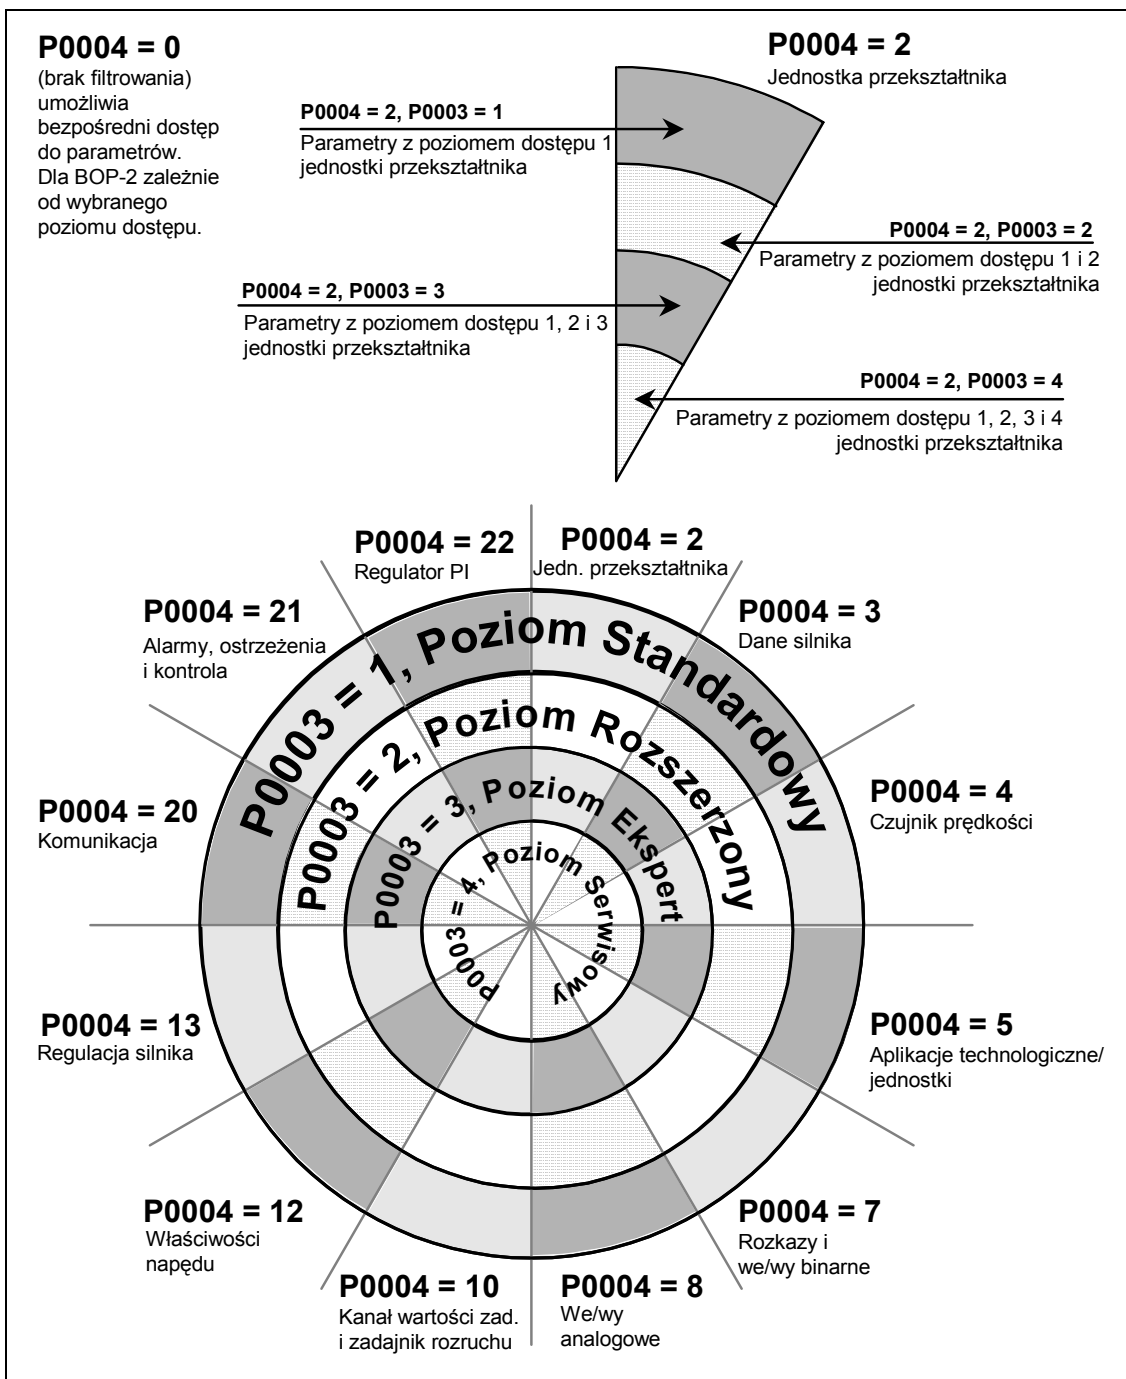 P0004 = 0
(brak filtrowania)
umożliwia
bezpośredni dostęp
do parametrów.
Dla BOP-2 zależnie
od wybranego
poziomu dostępu.
P0004 = 2
Jednostka przekształtnika
P0004 = 2, P0003 = 1
Parametry z poziomem dostępu 1
jednostki przekształtnika
P0004 = 2, P0003 = 2
Parametry z poziomem dostępu 1 i 2
jednostki przekształtnika
P0004 = 2, P0003 = 3
Parametry z poziomem dostępu 1, 2 i 3
jednostki przekształtnika
P0004 = 2, P0003 = 4
Parametry z poziomem dostępu 1, 2, 3 i 4
jednostki przekształtnika
P0004 = 22
Regulator PI
P0004 = 2
Jedn. przekształtnika
P0004 = 21
Alarmy, ostrzeżenia
i kontrola
P0004 = 3
Dane silnika
P0004 = 20
Komunikacja
P0004 = 4
Czujnik prędkości
P0003 = 1, Poziom Standardowy
P0003 = 2, Poziom Rozszerzony
P0003 = 3, Poziom Ekspert
P0003 = 4, Poziom Serwisowy
P0004 = 13
Regulacja silnika
P0004 = 5
Aplikacje technologiczne/
jednostki
P0004 = 12
Właściwości
napędu
P0004 = 7
Rozkazy i
we/wy binarne
P0004 = 10
Kanał wartości zad.
i zadajnik rozruchu
P0004 = 8
We/wy
analogowe